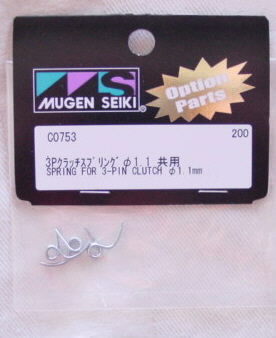 MUGEN SEIKI®
Option
Parts
C0753 200
3Pクラッチスプリングφ1.1 共用
SPRING FOR 3-PIN CLUTCH φ1.1mm